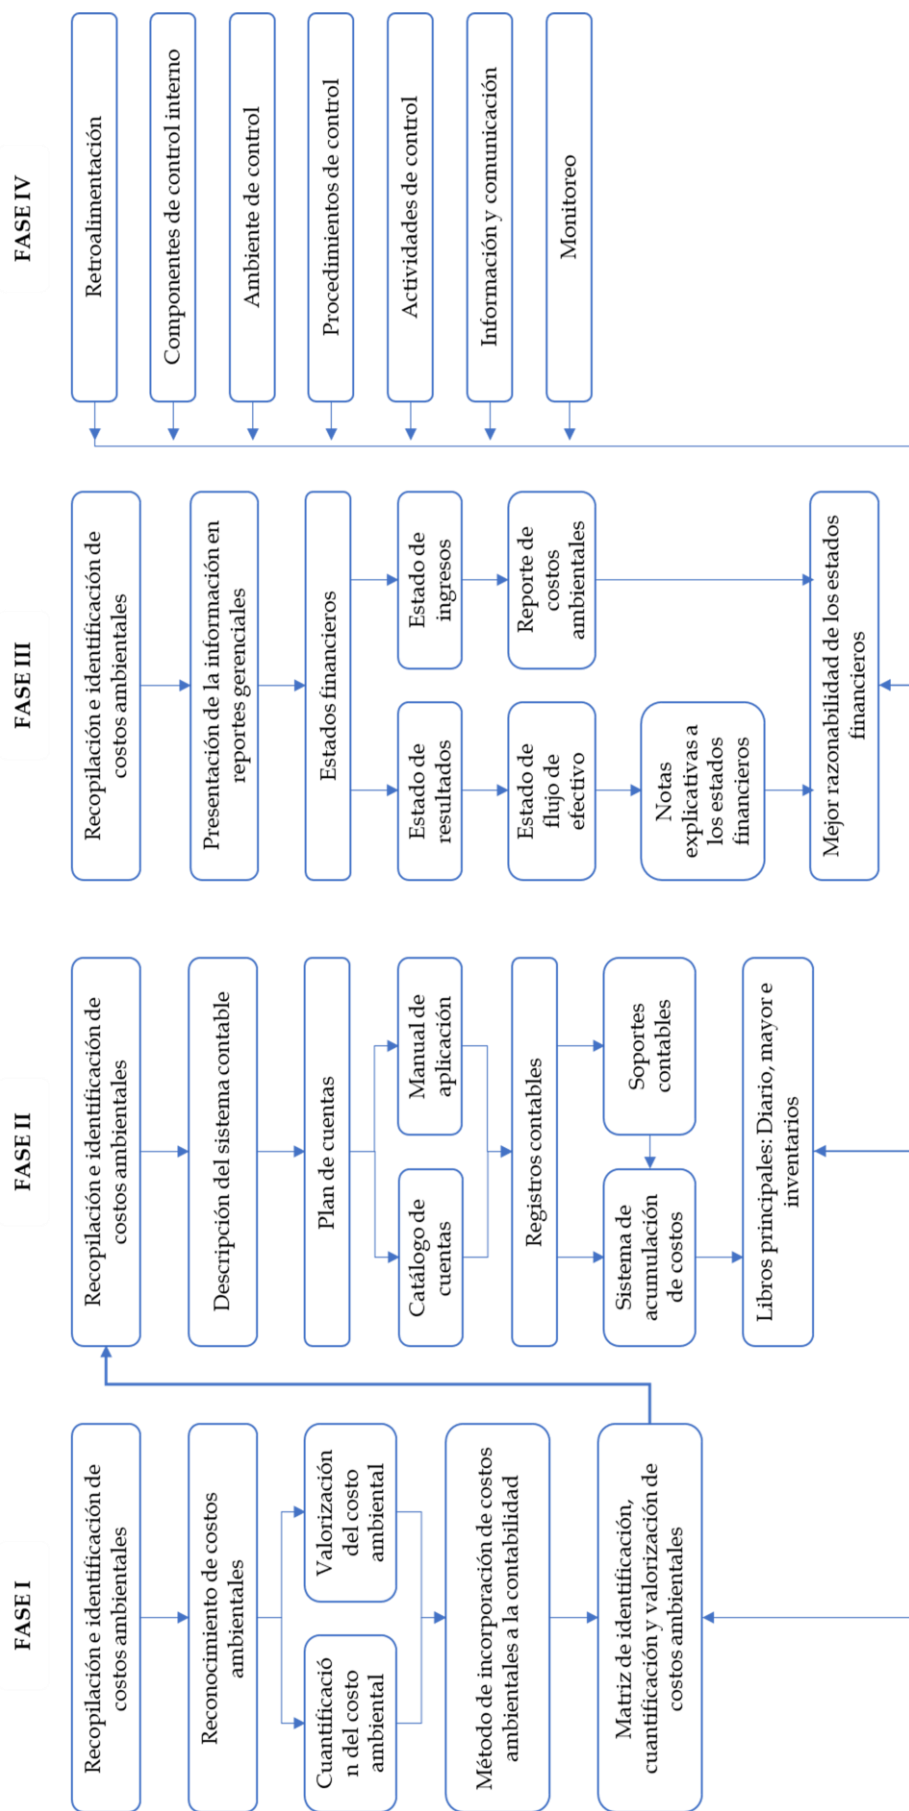 FASE I
Recopilación e identificación de
costos ambientales
Reconocimiento de costos
ambientales
Cuantificació
n del costo
ambiental
Valorización
del costo
ambiental
Método de incorporación de costos
ambientales a la contabilidad
Matriz de identificación,
cuantificación y valorización de
costos ambientales
FASE II
Recopilación e identificación de
costos ambientales
Descripción del sistema contable
Plan de cuentas
Catálogo de
cuentas
Manual de
aplicación
Registros contables
Sistema de
acumulación
de costos
Soportes
contables
Libros principales: Diario, mayor e
inventarios
FASE III
Recopilación e identificación de
costos ambientales
Presentación de la información en
reportes gerenciales
Estados financieros
Estado de
resultados
Estado de
ingresos
Estado de
flujo de
efectivo
Reporte de
costos
ambientales
Notas
explicativas a
los estados
financieros
Mejor razonabilidad de los estados
financieros
FASE IV
Retroalimentación
Componentes de control interno
Ambiente de control
Procedimientos de control
Actividades de control
Información y comunicación
Monitoreo